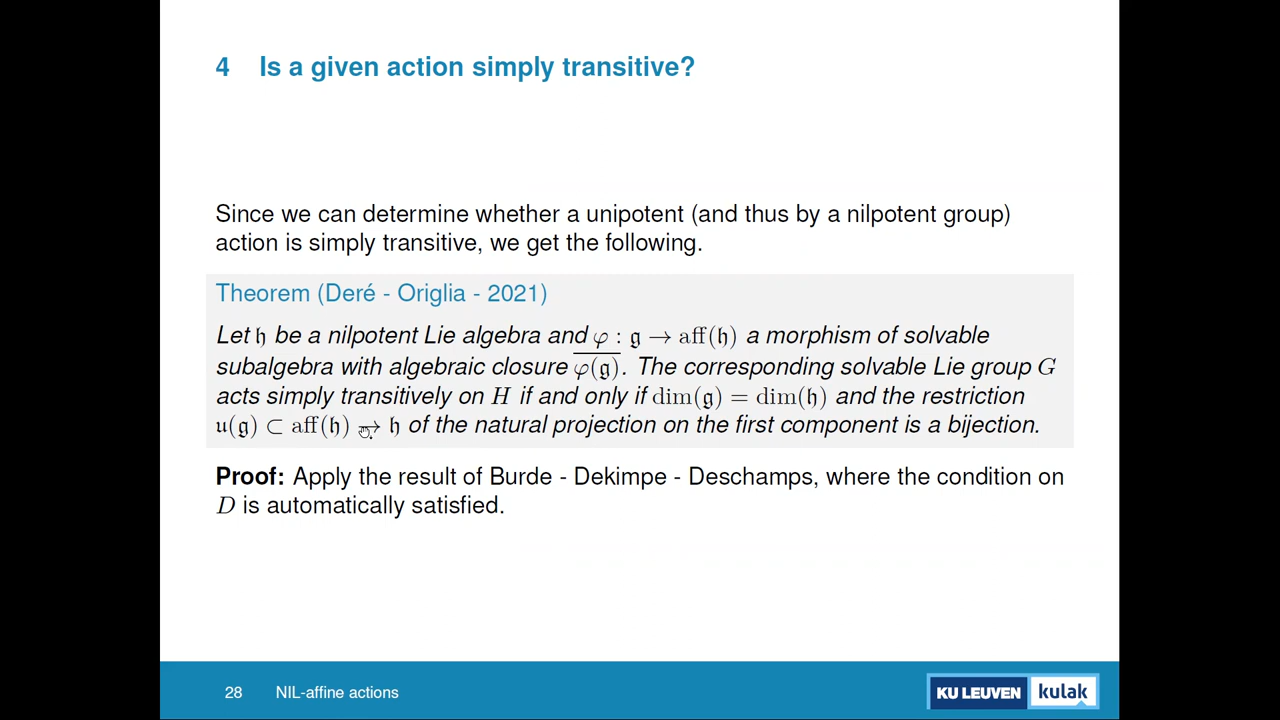 4 Is a given action simply transitive?
Since we can determine whether a unipotent (and thus by a nilpotent group)
action is simply transitive, we get the following.
Theorem (Deré - Origlia - 2021)
Let 𝔥 be a nilpotent Lie algebra and φ : 𝔤 → aff(𝔥) a morphism of solvable
subalgebra with algebraic closure \overline{φ(𝔤)}. The corresponding solvable Lie group G
acts simply transitively on H if and only if dim(𝔤) = dim(𝔥) and the restriction
𝔲(𝔤) ⊂ aff(𝔥) → 𝔥 of the natural projection on the first component is a bijection.
Proof: Apply the result of Burde - Dekimpe - Deschamps, where the condition on
D is automatically satisfied.
28 NIL-affine actions
KU LEUVEN kulak